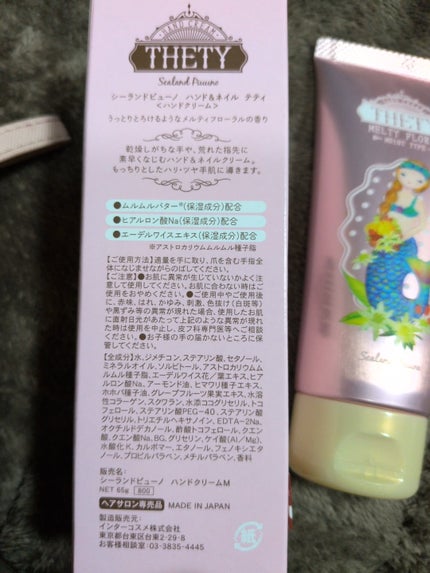 HAND CREAM
THETY
Sealand Puuuno
シーランドピューノ ハンド&ネイル テティ
<ハンドクリーム>
うっとりとろけるようなメルティフローラルの香り
乾燥しがちな手や、荒れた指先に
素早くなじむハンド&ネイルクリーム。
もっちりとしたハリ・ツヤ手肌に導きます。
●ムルムルバター®(保湿成分)配合
●ヒアルロン酸Na(保湿成分)配合
●エーデルワイスエキス(保湿成分)配合
※アストロカリウムムルムル種子脂
【ご使用方法】適量を手に取り、爪を含む手指全
体になじませながらのばしてください。
【ご注意】●お肌に異常が生じていないかよく注
意して使用してください。お肌に合わない時はご
使用をおやめください。●ご使用中やご使用後
に、赤味、はれ、かゆみ、刺激、色抜け(白斑等)
や黒ずみ等の異常が現れた場合、使用したお肌
に直射日光があたって上記のような異常が現れ
た時は使用を中止し、皮フ科専門医等へご相談
ください。●お子様の手の届かないところに保
管してください。
【全成分】水、ジメチコン、ステアリン酸、セタノール、
ミネラルオイル、ソルビトール、アストロカリウムム
ルムル種子脂、エーデルワイス花/葉エキス、ヒア
ルロン酸Na、アーモンド油、ヒマワリ種子エキス、
ホホバ種子油、グレープフルーツ果実エキス、水溶
性コラーゲン、スクワラン、水添ココグリセリル、トコ
フェロール、ステアリン酸PEG-40、ステアリン酸
グリセリル、トリエチルヘキサノイン、EDTA-2Na、
オクチルドデカノール、酢酸トコフェロール、クエン
酸、クエン酸Na、BG、グリセリン、ケイ酸(Al/Mg)、
水酸化K、カルボマー、エタノール、フェノキシエタ
ノール、プロピルパラベン、メチルパラベン、香料
販売名:
シーランドピューノ ハンドクリームM
NET 65g 800
ヘアサロン専売品 MADE IN JAPAN
製造販売元:
インターコスメ株式会社
東京都台東区台東2-29-8
お客様相談室:03-3835-4445
紙
THETY
MELTY FLO
MOIST TYPE
Sealand Puuuno